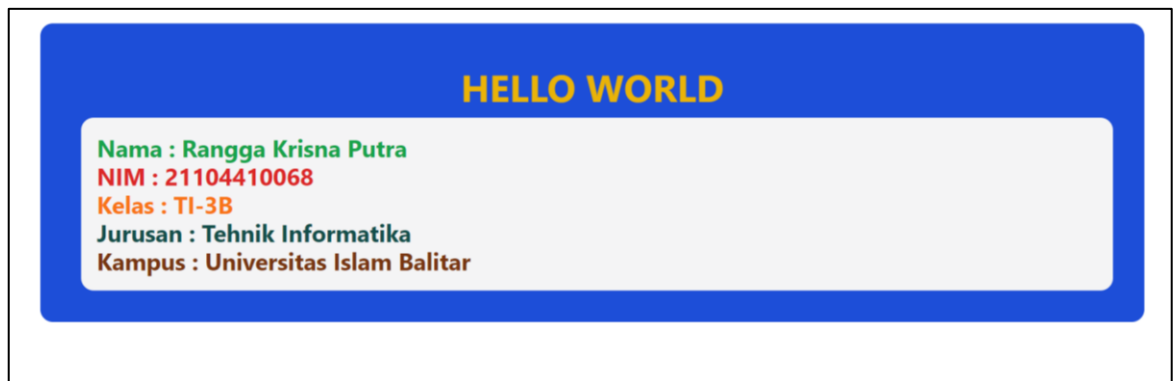 HELLO WORLD
Nama : Rangga Krisna Putra
NIM : 21104410068
Kelas : TI-3B
Jurusan : Tehnik Informatika
Kampus : Universitas Islam Balitar